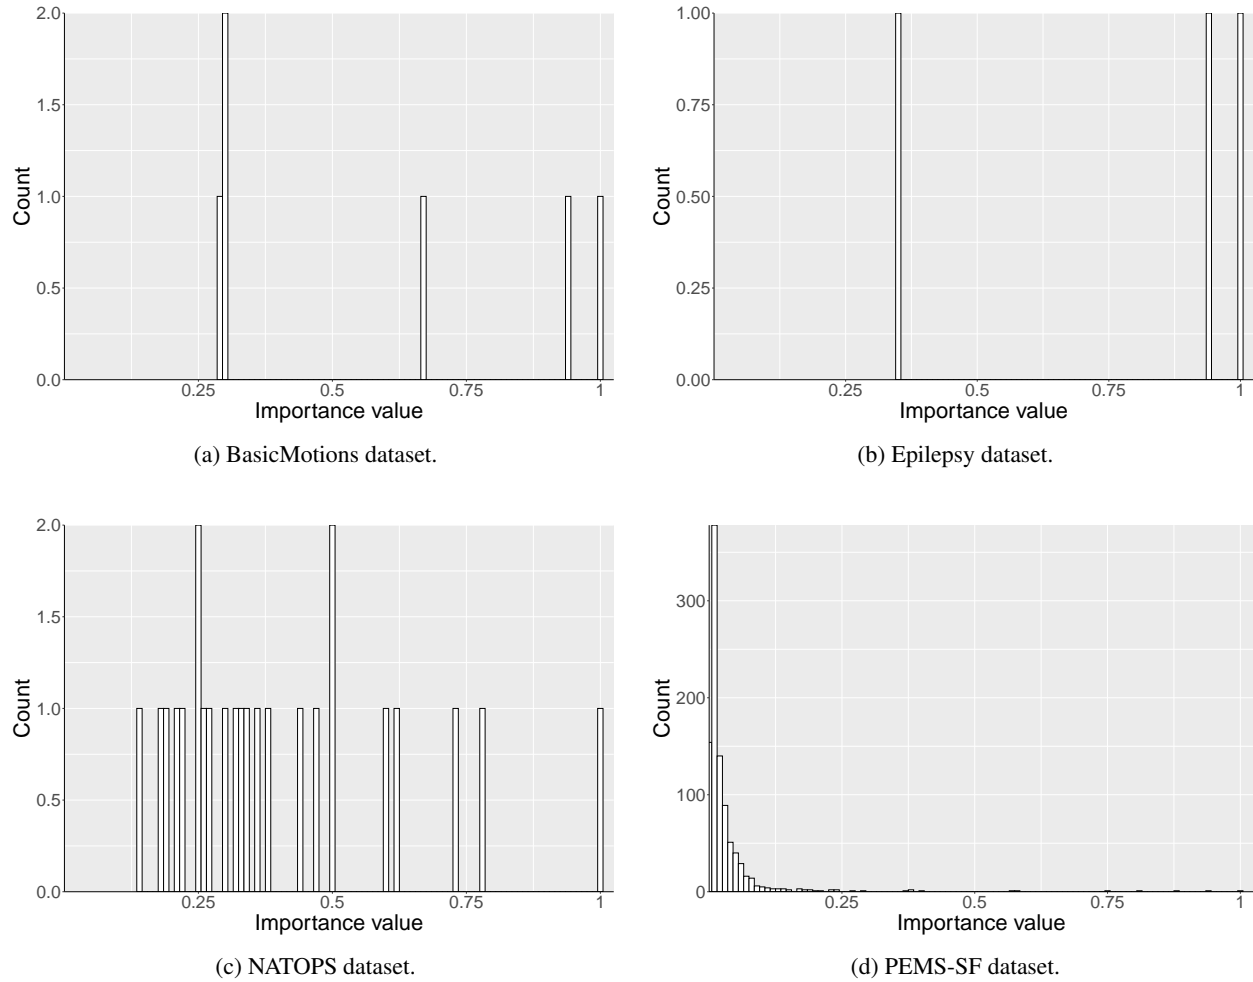 2.0
1.5
1.0
0.5
0.0
Count
0.25 0.5 0.75 1
Importance value
(a) BasicMotions dataset.
1.00
0.75
0.50
0.25
0.00
Count
0.25 0.5 0.75 1
Importance value
(b) Epilepsy dataset.
2.0
1.5
1.0
0.5
0.0
Count
0.25 0.5 0.75 1
Importance value
(c) NATOPS dataset.
300
200
100
0
Count
0.25 0.5 0.75 1
Importance value
(d) PEMS-SF dataset.